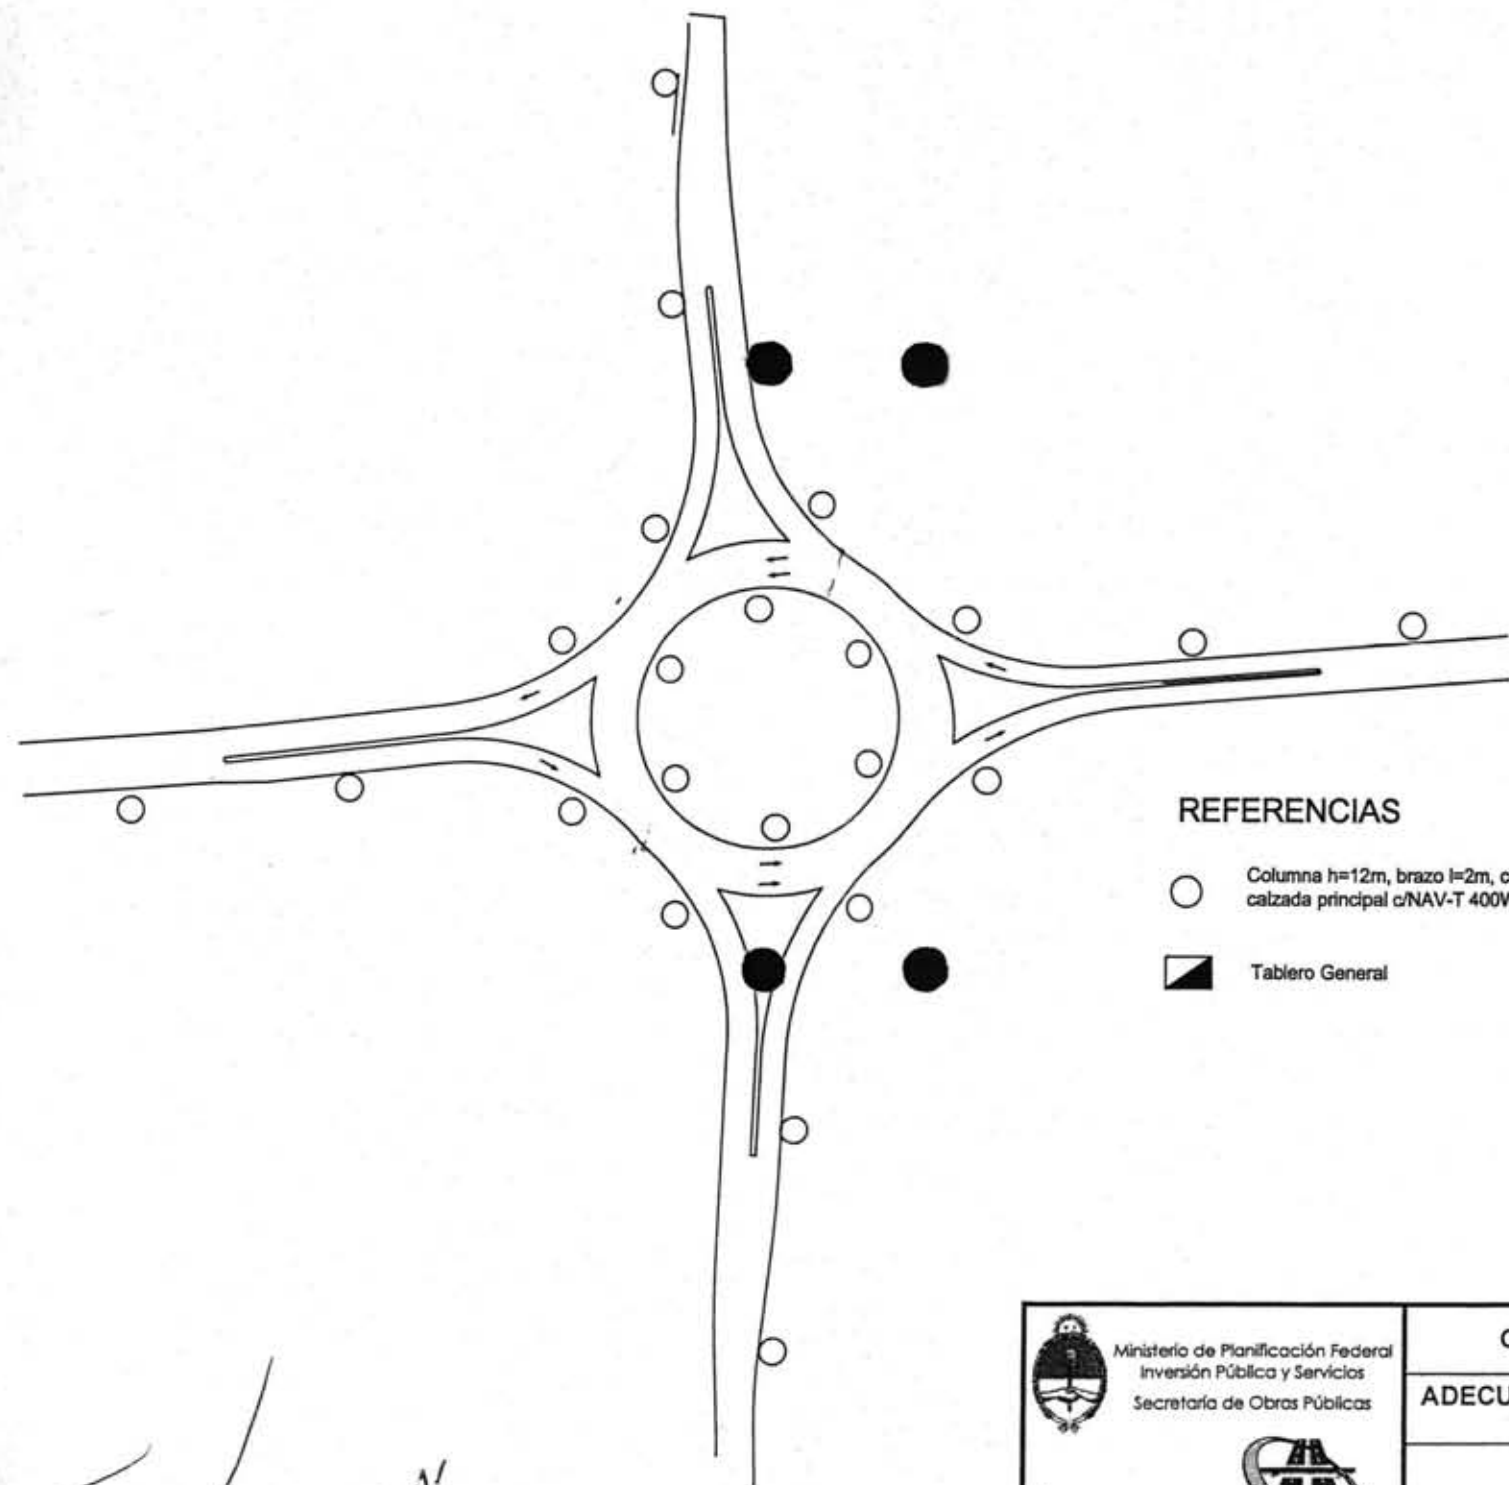 REFERENCIAS
Columna h=12m, brazo l=2m, c
calzada principal c/NAV-T 400W
Tablero General
Ministerio de Planificación Federal
Inversión Pública y Servicios
Secretaría de Obras Públicas
ADECU